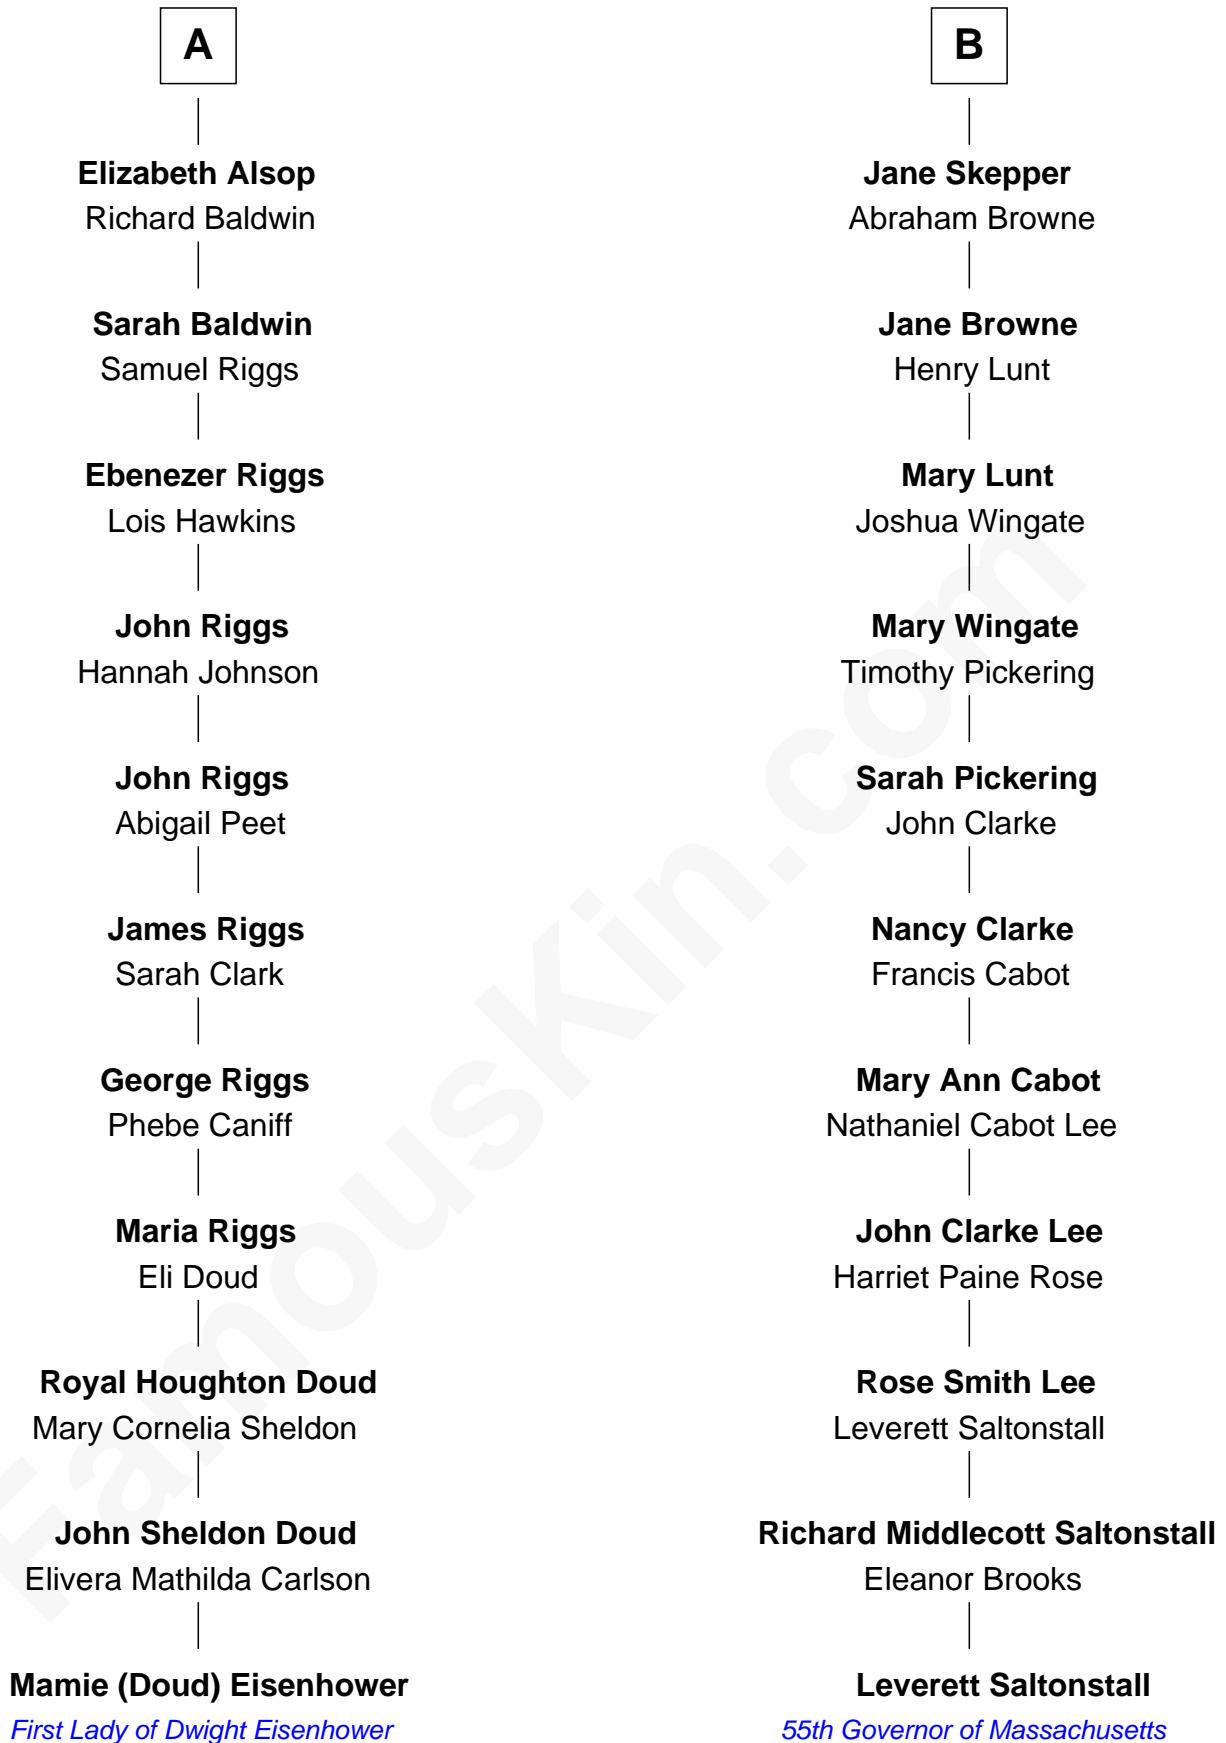 A
Elizabeth Alsop
Richard Baldwin
Sarah Baldwin
Samuel Riggs
Ebenezer Riggs
Lois Hawkins
John Riggs
Hannah Johnson
John Riggs
Abigail Peet
James Riggs
Sarah Clark
George Riggs
Phebe Caniff
Maria Riggs
Eli Doud
Royal Houghton Doud
Mary Cornelia Sheldon
John Sheldon Doud
Elivera Mathilda Carlson
Mamie (Doud) Eisenhower
First Lady of Dwight Eisenhower
B
Jane Skepper
Abraham Browne
Jane Browne
Henry Lunt
Mary Lunt
Joshua Wingate
Mary Wingate
Timothy Pickering
Sarah Pickering
John Clarke
Nancy Clarke
Francis Cabot
Mary Ann Cabot
Nathaniel Cabot Lee
John Clarke Lee
Harriet Paine Rose
Rose Smith Lee
Leverett Saltonstall
Richard Middlecott Saltonstall
Eleanor Brooks
Leverett Saltonstall
55th Governor of Massachusetts
FamousKin.com